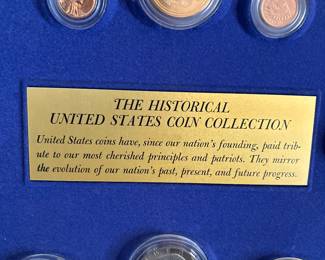 THE HISTORICAL
UNITED STATES COIN COLLECTION
United States coins have, since our nation's founding, paid trib-
ute to our most cherished principles and patriots. They mirror
the evolution of our nation's past, present, and future progress.